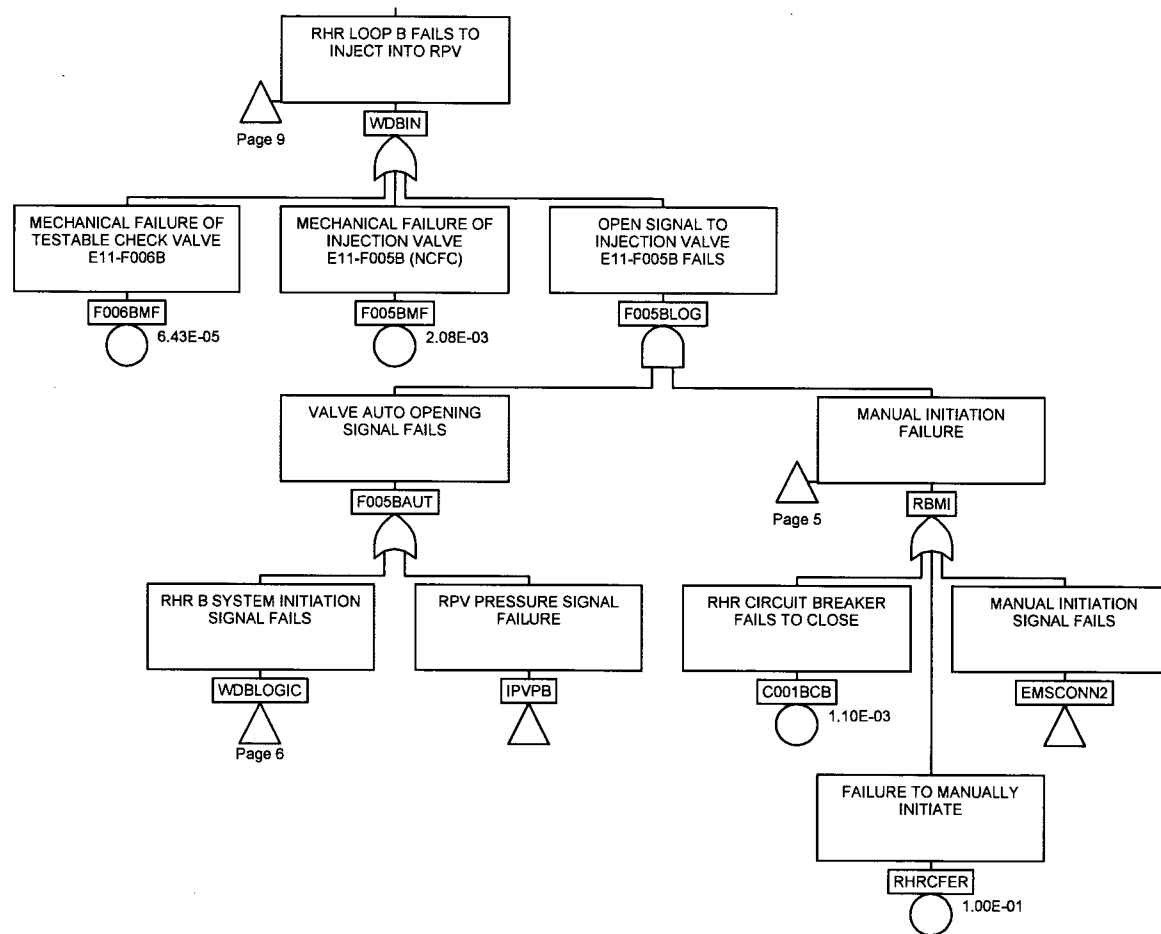 RHR LOOP B FAILS TO
INJECT INTO RPV
Page 9
WDBIN
MECHANICAL FAILURE OF
TESTABLE CHECK VALVE
E11-F006B
MECHANICAL FAILURE OF
INJECTION VALVE
E11-F005B (NCFC)
OPEN SIGNAL TO
INJECTION VALVE
E11-F005B FAILS
F006BMF
6.43E-05
F005BMF
2.08E-03
F005BLOG
VALVE AUTO OPENING
SIGNAL FAILS
MANUAL INITIATION
FAILURE
F005BAUT
Page 5
RBMI
RHR B SYSTEM INITIATION
SIGNAL FAILS
RPV PRESSURE SIGNAL
FAILURE
RHR CIRCUIT BREAKER
FAILS TO CLOSE
MANUAL INITIATION
SIGNAL FAILS
WDBLOGIC
Page 6
IPVPB
C001BCB
1.10E-03
EMSCONN2
FAILURE TO MANUALLY
INITIATE
RHRCFER
1.00E-01